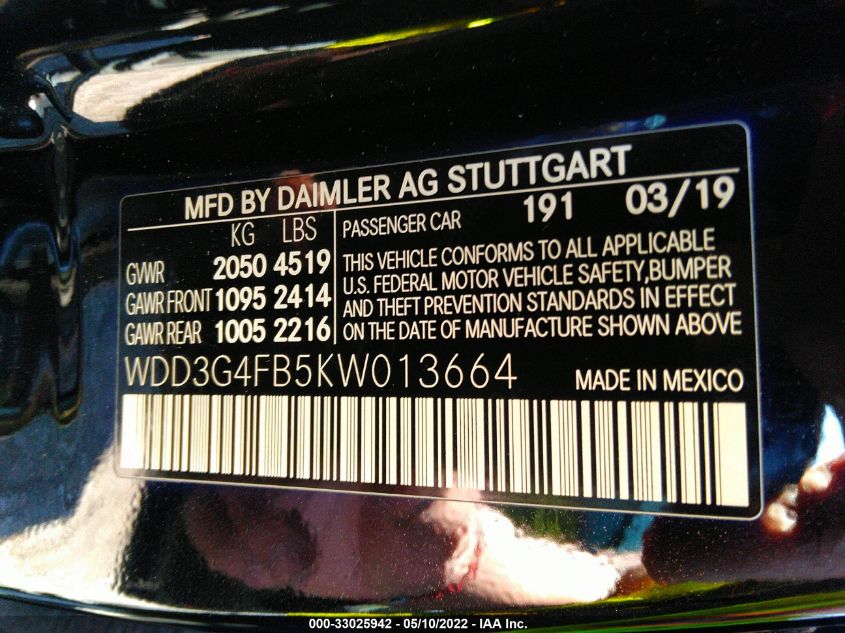 MFD BY DAIMLER AG STUTTGART
KG LBS
GVWR 2050 4519
GAWR FRONT 1095 2414
GAWR REAR 1005 2216
PASSENGER CAR 191 03/19
THIS VEHICLE CONFORMS TO ALL APPLICABLE
U.S. FEDERAL MOTOR VEHICLE SAFETY,BUMPER
AND THEFT PREVENTION STANDARDS IN EFFECT
ON THE DATE OF MANUFACTURE SHOWN ABOVE
WDD3G4FB5KW013664 MADE IN MEXICO
000-33025942 - 05/10/2022 - IAA Inc.